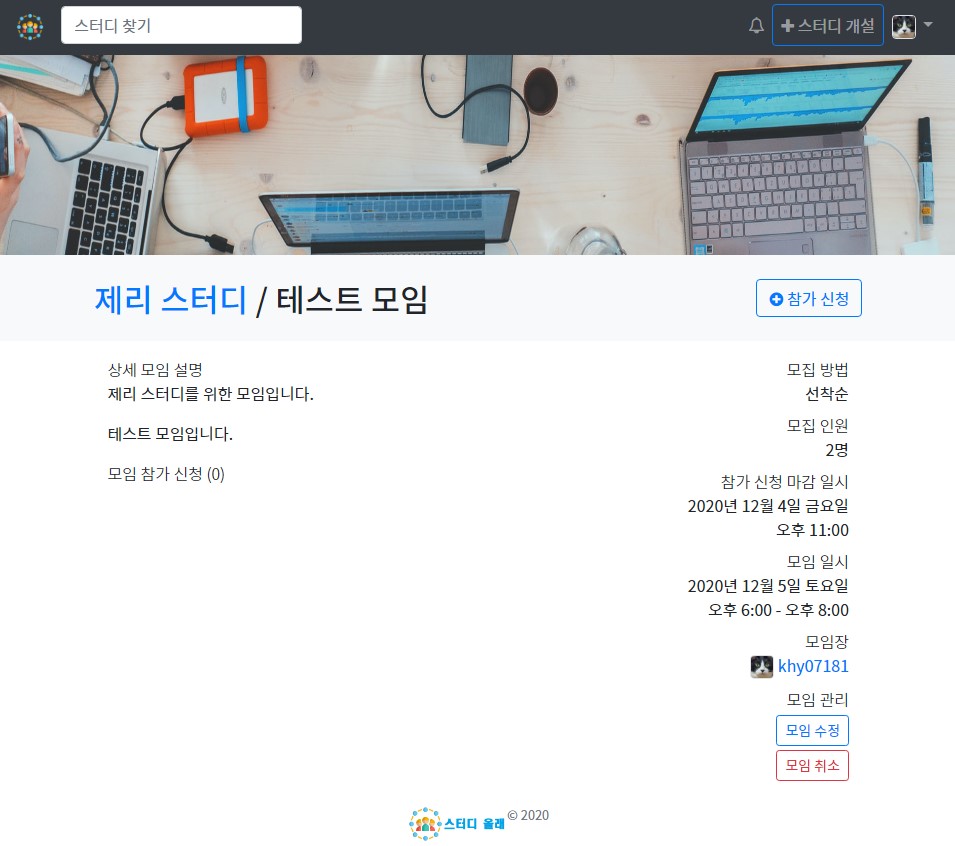 스터디 찾기
스터디 개설
제리 스터디 / 테스트 모임
참가 신청
상세 모임 설명
제리 스터디를 위한 모임입니다.
테스트 모임입니다.
모임 참가 신청 (0)
모집 방법
선착순
모집 인원
2명
참가 신청 마감 일시
2020년 12월 4일 금요일
오후 11:00
모임 일시
2020년 12월 5일 토요일
오후 6:00 - 오후 8:00
모임장
khy07181
모임 관리
모임 수정
모임 취소
스터디 올래 © 2020